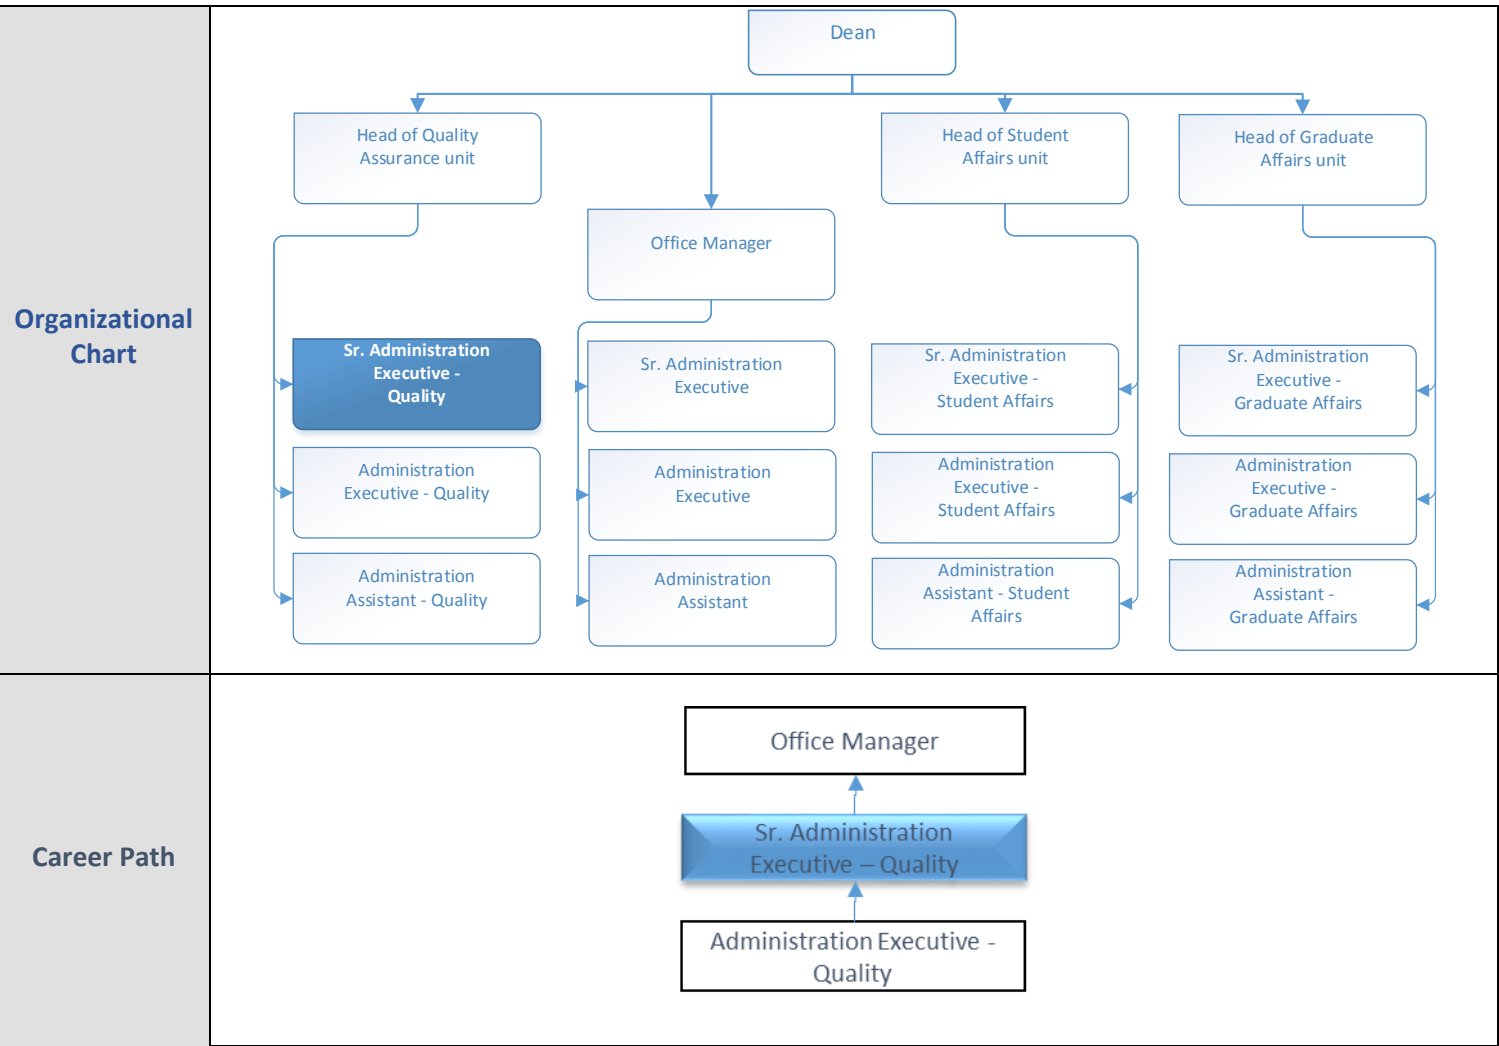 Organizational
Chart
Dean
Head of Quality
Assurance unit
Head of Student
Affairs unit
Head of Graduate
Affairs unit
Office Manager
Sr. Administration
Executive -
Quality
Sr. Administration
Executive
Sr. Administration
Executive -
Student Affairs
Sr. Administration
Executive -
Graduate Affairs
Administration
Executive - Quality
Administration
Executive
Administration
Executive -
Student Affairs
Administration
Executive -
Graduate Affairs
Administration
Assistant - Quality
Administration
Assistant
Administration
Assistant - Student
Affairs
Administration
Assistant -
Graduate Affairs
Career Path
Office Manager
Sr. Administration
Executive – Quality
Administration Executive -
Quality